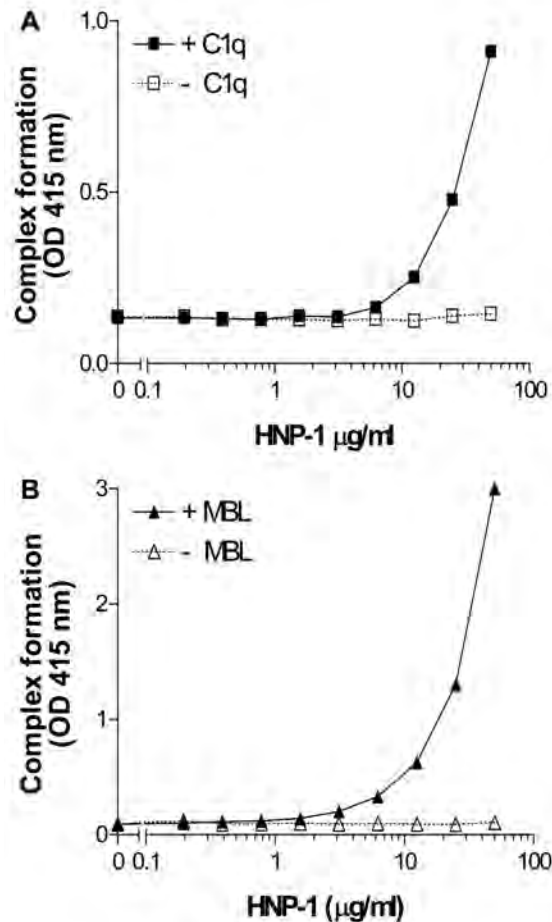 A
+ C1q
- C1q
1.0
0.5
0.0
Complex formation
(OD 415 nm)
0 0.1 1 10 100
HNP-1 µg/ml
B
+ MBL
- MBL
3
2
1
0
Complex formation
(OD 415 nm)
0 0.1 1 10 100
HNP-1 (µg/ml)